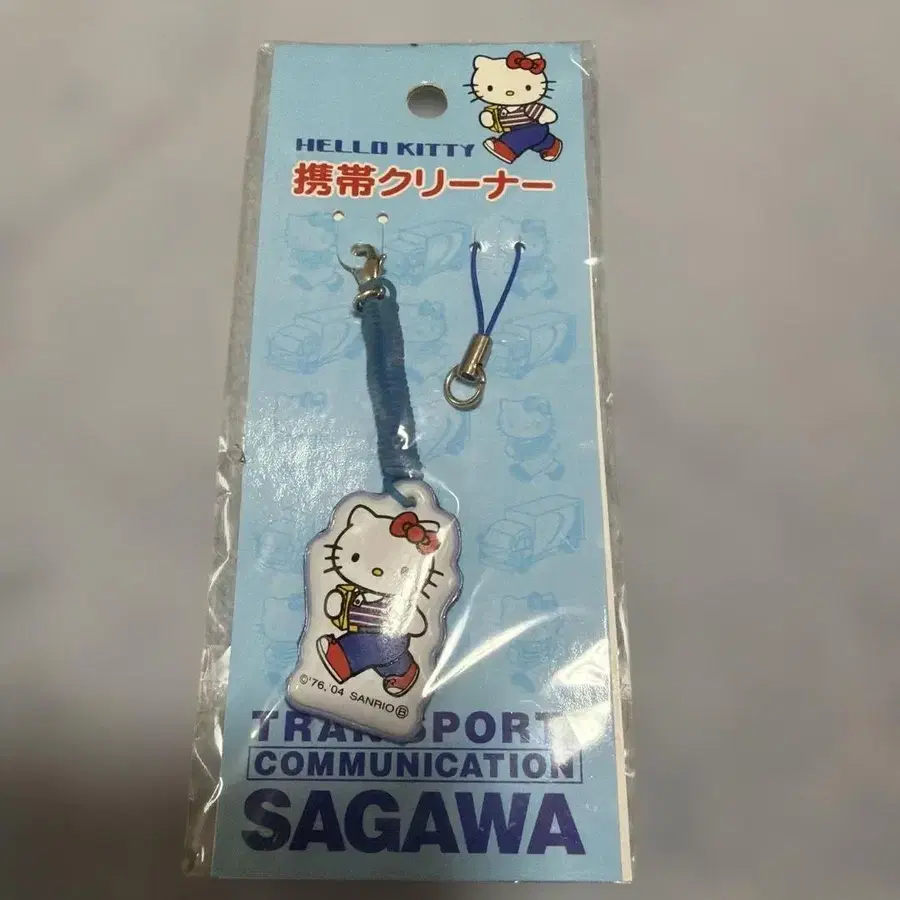 HELLO KITTY
携帯クリーナー
©'76,'04 SANRIO Ⓑ
TRANSPORT
COMMUNICATION
SAGAWA